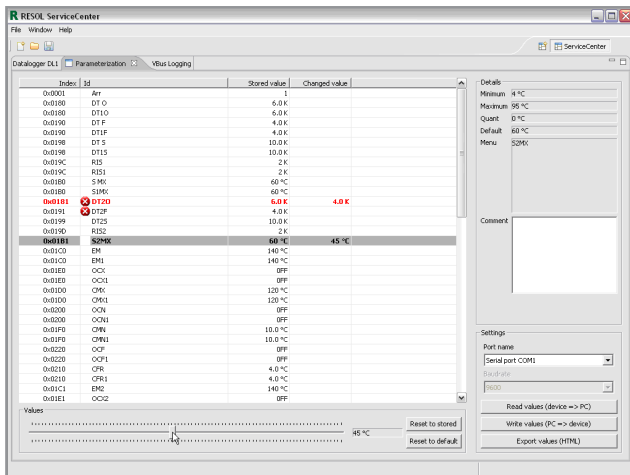 RESOL ServiceCenter
File Window Help
ServiceCenter
Datalogger DL1 Parameterization VBus Logging
Index Id Stored value Changed value
0x0001 Arr 1
0x0180 DT O 6.0 K
0x0180 DT1O 6.0 K
0x0190 DT F 4.0 K
0x0190 DT1F 4.0 K
0x0198 DT S 10.0 K
0x0198 DT1S 10.0 K
0x019C RIS 2 K
0x019C RIS1 2 K
0x01B0 S MX 60 °C
0x01B0 S1MX 60 °C
0x0181 DT2O 6.0 K 4.0 K
0x0191 DT2F 4.0 K
0x0199 DT2S 10.0 K
0x019D RIS2 2 K
0x01B1 S2MX 60 °C 45 °C
0x01C0 EM 140 °C
0x01C0 EM1 140 °C
0x01E0 OCX OFF
0x01E0 OCX1 OFF
0x01D0 CMX 120 °C
0x01D0 CMX1 120 °C
0x0200 OCN OFF
0x0200 OCN1 OFF
0x01F0 CMN 10.0 °C
0x01F0 CMN1 10.0 °C
0x0220 OCF OFF
0x0220 OCF1 OFF
0x0210 CFR 4.0 °C
0x0210 CFR1 4.0 °C
0x01C1 EM2 140 °C
0x01E1 OCX2 OFF
Values
45 °C
Reset to stored
Reset to default
Details
Minimum 4 °C
Maximum 95 °C
Quant 0 °C
Default 60 °C
Menu S2MX
Comment
Settings
Port name
Serial port COM1
Baudrate
9600
Read values (device => PC)
Write values (PC => device)
Export values (HTML)